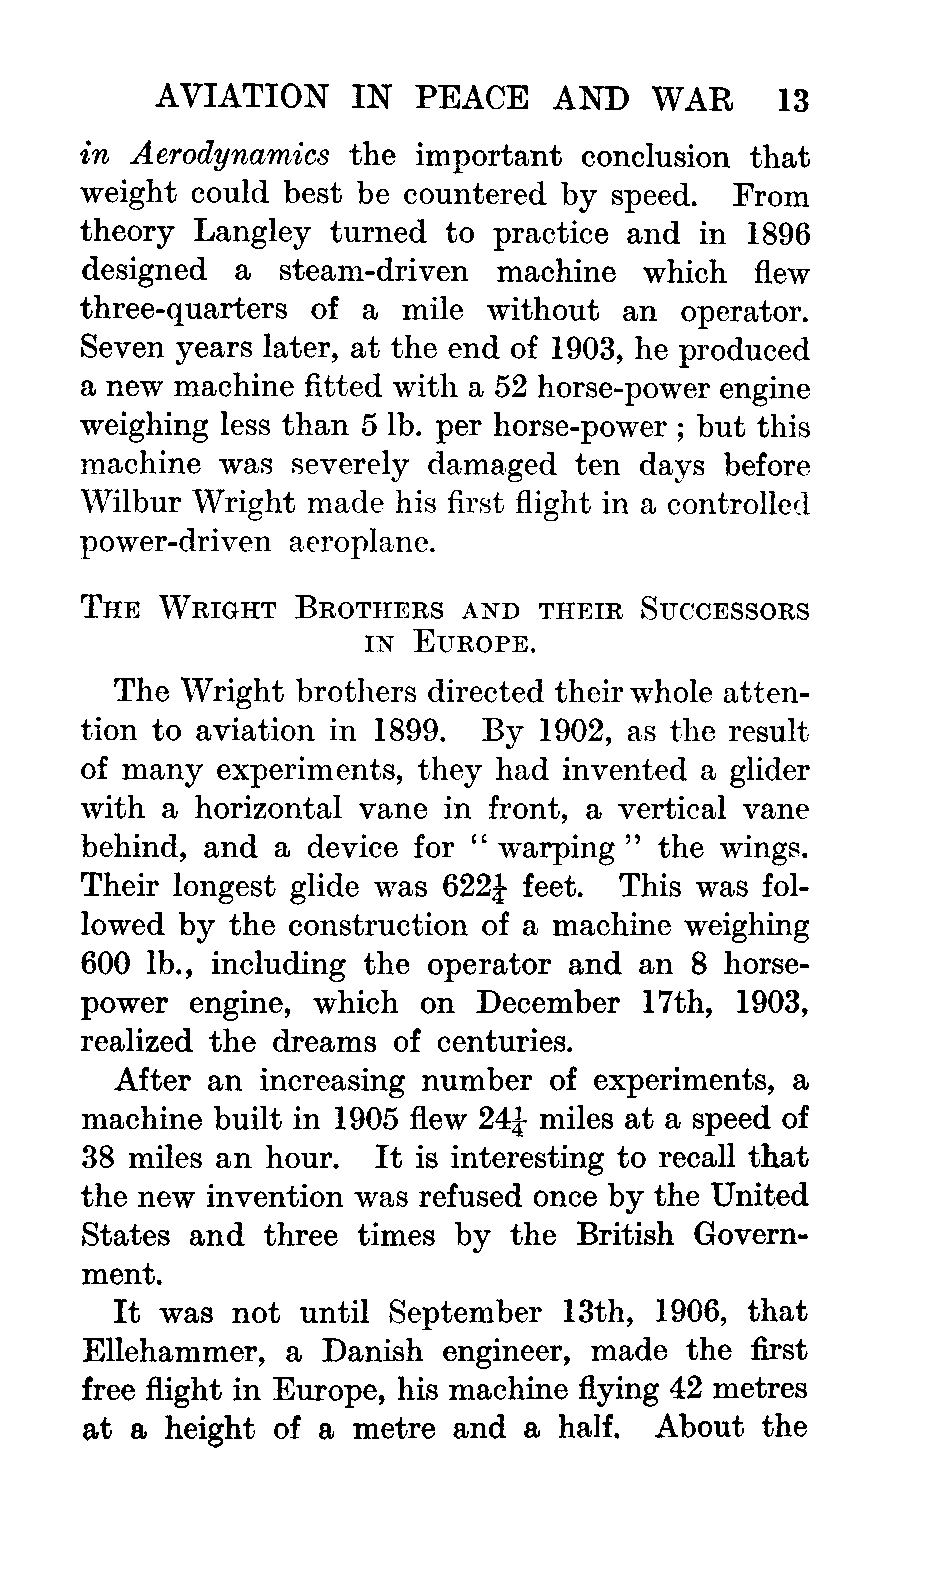 AVIATION IN PEACE AND WAR 13
in Aerodynamics the important conclusion that
weight could best be countered by speed. From
theory Langley turned to practice and in 1896
designed a steam-driven machine which flew
three-quarters of a mile without an operator.
Seven years later, at the end of 1903, he produced
a new machine fitted with a 52 horse-power engine
weighing less than 5 lb. per horse-power ; but this
machine was severely damaged ten days before
Wilbur Wright made his first flight in a controlled
power-driven aeroplane.
THE WRIGHT BROTHERS AND THEIR SUCCESSORS
IN EUROPE.
The Wright brothers directed their whole atten-
tion to aviation in 1899. By 1902, as the result
of many experiments, they had invented a glider
with a horizontal vane in front, a vertical vane
behind, and a device for “ warping ” the wings.
Their longest glide was 622½ feet. This was fol-
lowed by the construction of a machine weighing
600 lb., including the operator and an 8 horse-
power engine, which on December 17th, 1903,
realized the dreams of centuries.
After an increasing number of experiments, a
machine built in 1905 flew 24¼ miles at a speed of
38 miles an hour. It is interesting to recall that
the new invention was refused once by the United
States and three times by the British Govern-
ment.
It was not until September 13th, 1906, that
Ellehammer, a Danish engineer, made the first
free flight in Europe, his machine flying 42 metres
at a height of a metre and a half. About the